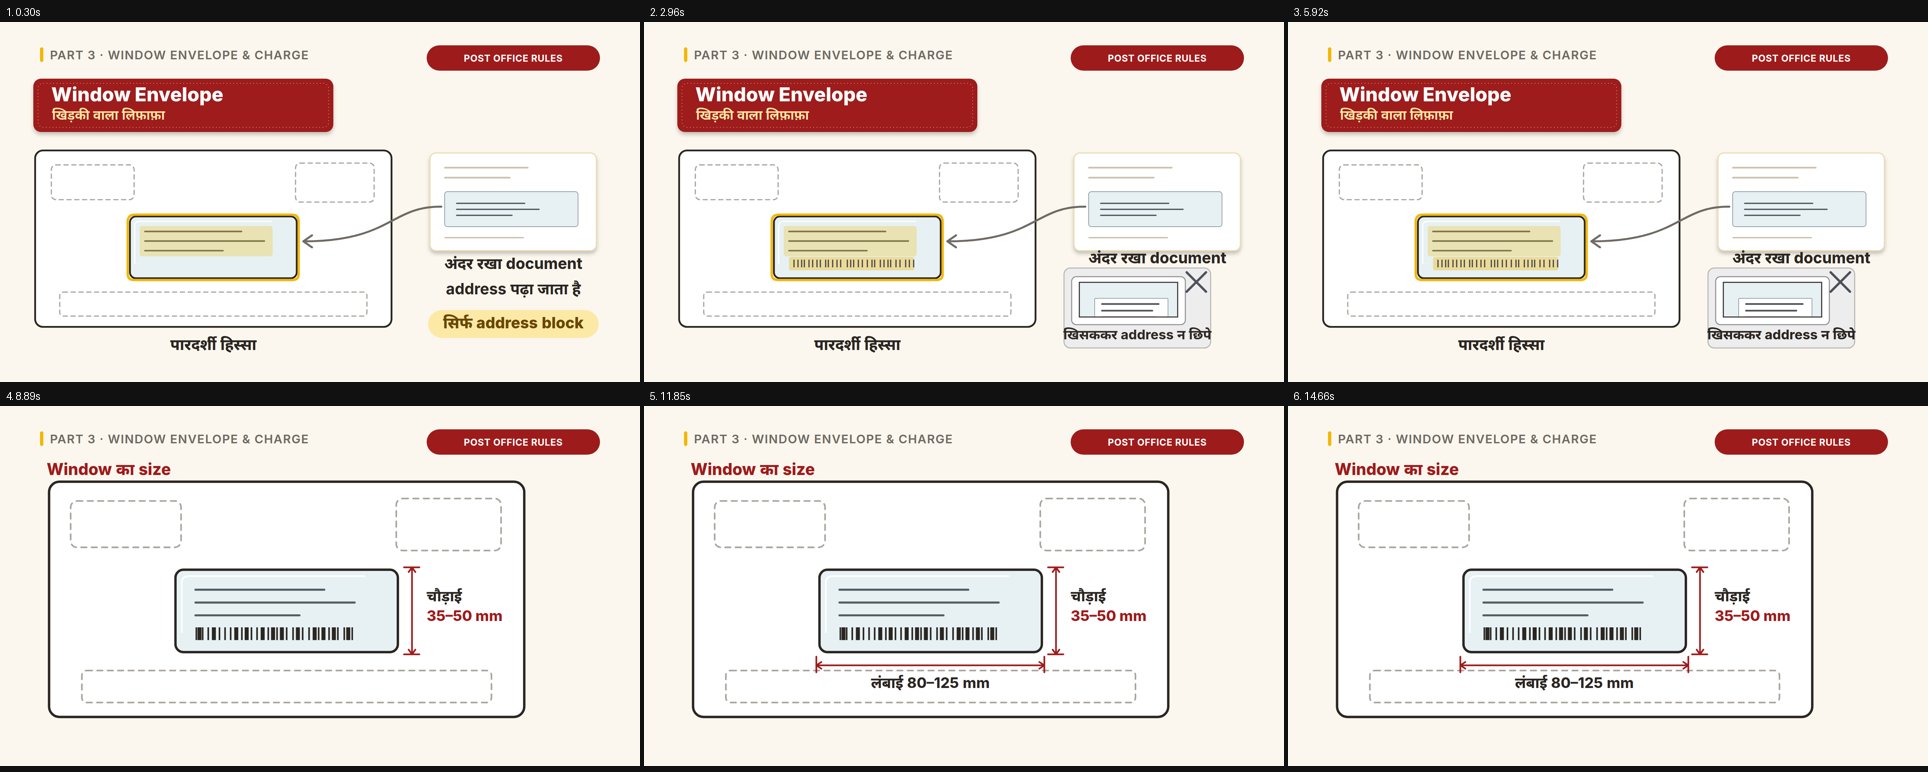 1. 0.30s
PART 3 · WINDOW ENVELOPE & CHARGE
POST OFFICE RULES
Window Envelope
खिड़की वाला लिफ़ाफ़ा
अंदर रखा document
address पढ़ा जाता है
सिर्फ address block
पारदर्शी हिस्सा
2. 2.96s
PART 3 · WINDOW ENVELOPE & CHARGE
POST OFFICE RULES
Window Envelope
खिड़की वाला लिफ़ाफ़ा
अंदर रखा document
खिसककर address न छिपे
पारदर्शी हिस्सा
3. 5.92s
PART 3 · WINDOW ENVELOPE & CHARGE
POST OFFICE RULES
Window Envelope
खिड़की वाला लिफ़ाफ़ा
अंदर रखा document
खिसककर address न छिपे
पारदर्शी हिस्सा
4. 8.89s
PART 3 · WINDOW ENVELOPE & CHARGE
POST OFFICE RULES
Window का size
चौड़ाई
35–50 mm
5. 11.85s
PART 3 · WINDOW ENVELOPE & CHARGE
POST OFFICE RULES
Window का size
चौड़ाई
35–50 mm
लंबाई 80–125 mm
6. 14.66s
PART 3 · WINDOW ENVELOPE & CHARGE
POST OFFICE RULES
Window का size
चौड़ाई
35–50 mm
लंबाई 80–125 mm